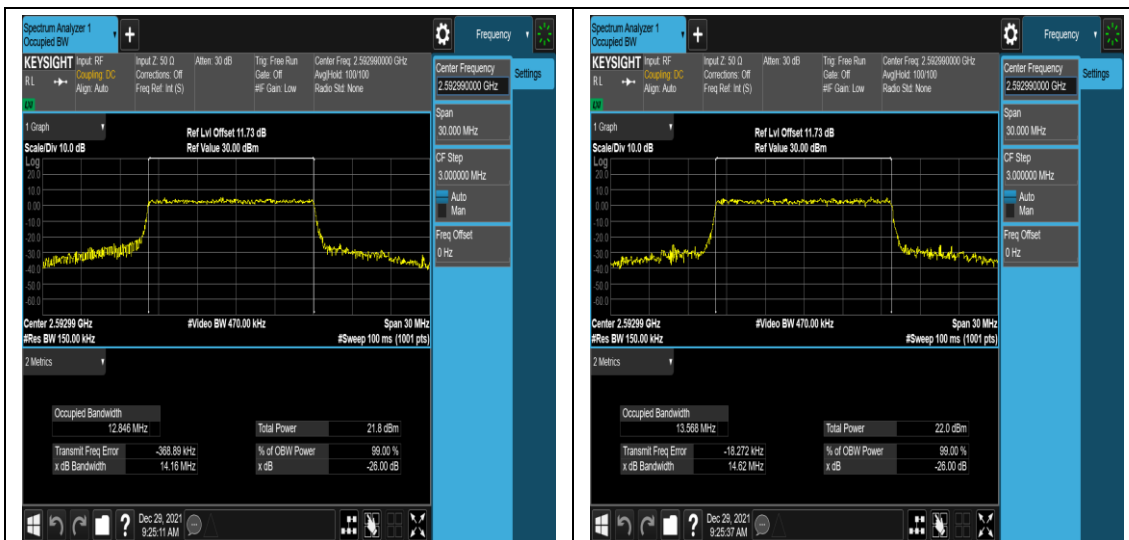 Spectrum Analyzer 1
Occupied BW
+
Frequency
KEYSIGHT
R L
Input: RF
Coupling: DC
Align: Auto
Input Z: 50 Ω
Corrections: Off
Freq Ref: Int (S)
Atten: 30 dB
Trig: Free Run
Gate: Off
#IF Gain: Low
Center Freq: 2.592990000 GHz
Avg|Hold: 100/100
Radio Std: None
Center Frequency
2.592990000 GHz
Settings
Span
30.000 MHz
CF Step
3.000000 MHz
Auto
Man
Freq Offset
0 Hz
1 Graph
Scale/Div 10.0 dB
Ref Lvl Offset 11.73 dB
Ref Value 30.00 dBm
Log
20.0
10.0
0.00
-10.0
-20.0
-30.0
-40.0
-50.0
-60.0
Center 2.59299 GHz
#Res BW 150.00 kHz
#Video BW 470.00 kHz
Span 30 MHz
#Sweep 100 ms (1001 pts)
2 Metrics
Occupied Bandwidth
12.846 MHz
Total Power 21.8 dBm
Transmit Freq Error -368.89 kHz
% of OBW Power 99.00 %
x dB Bandwidth 14.16 MHz
x dB -26.00 dB
?
Dec 29, 2021
9:25:11 AM
Spectrum Analyzer 1
Occupied BW
+
Frequency
KEYSIGHT
R L
Input: RF
Coupling: DC
Align: Auto
Input Z: 50 Ω
Corrections: Off
Freq Ref: Int (S)
Atten: 30 dB
Trig: Free Run
Gate: Off
#IF Gain: Low
Center Freq: 2.592990000 GHz
Avg|Hold: 100/100
Radio Std: None
Center Frequency
2.592990000 GHz
Settings
Span
30.000 MHz
CF Step
3.000000 MHz
Auto
Man
Freq Offset
0 Hz
1 Graph
Scale/Div 10.0 dB
Ref Lvl Offset 11.73 dB
Ref Value 30.00 dBm
Log
20.0
10.0
0.00
-10.0
-20.0
-30.0
-40.0
-50.0
-60.0
Center 2.59299 GHz
#Res BW 150.00 kHz
#Video BW 470.00 kHz
Span 30 MHz
#Sweep 100 ms (1001 pts)
2 Metrics
Occupied Bandwidth
13.568 MHz
Total Power 22.0 dBm
Transmit Freq Error -18.272 kHz
% of OBW Power 99.00 %
x dB Bandwidth 14.62 MHz
x dB -26.00 dB
?
Dec 29, 2021
9:25:37 AM